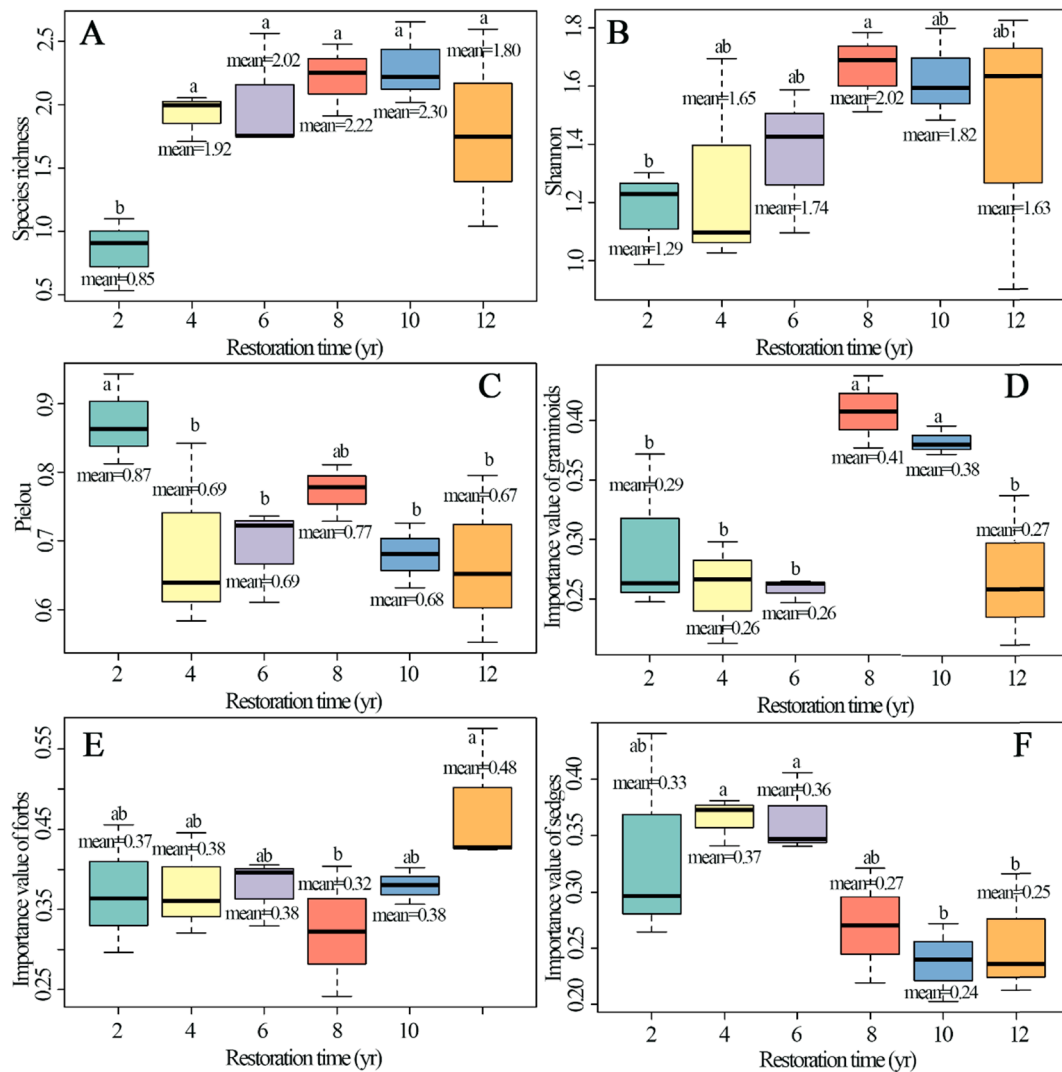 A
Species richness
0.5 1.0 1.5 2.0 2.5
b
mean=0.85
a
mean=1.92
a
mean=2.02
a
mean=2.22
a
mean=2.30
a
mean=1.80
2 4 6 8 10 12
Restoration time (yr)
B
Shannon
1.0 1.2 1.4 1.6 1.8
b
mean=1.29
ab
mean=1.65
ab
mean=1.74
a
mean=2.02
ab
mean=1.82
ab
mean=1.63
2 4 6 8 10 12
Restoration time (yr)
C
Pielou
0.6 0.7 0.8 0.9
a
mean=0.87
b
mean=0.69
b
mean=0.69
ab
mean=0.77
b
mean=0.68
b
mean=0.67
2 4 6 8 10 12
Restoration time (yr)
D
Importance value of graminoids
0.25 0.30 0.35 0.40
b
mean=0.29
b
mean=0.26
b
mean=0.26
a
mean=0.41
a
mean=0.38
b
mean=0.27
2 4 6 8 10 12
Restoration time (yr)
E
Importance value of forbs
0.25 0.35 0.45 0.55
ab
mean=0.37
ab
mean=0.38
ab
mean=0.38
b
mean=0.32
ab
mean=0.38
a
mean=0.48
2 4 6 8 10
Restoration time (yr)
F
Importance value of sedges
0.20 0.25 0.30 0.35 0.40
ab
mean=0.33
a
mean=0.37
a
mean=0.36
ab
mean=0.27
b
mean=0.24
b
mean=0.25
2 4 6 8 10 12
Restoration time (yr)